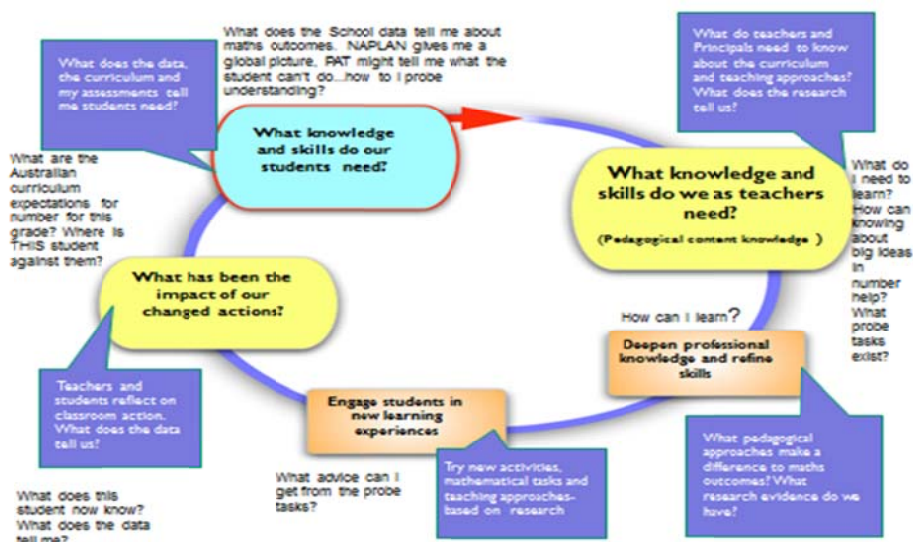 What does the School data tell me about
maths outcomes. NAPLAN gives me a
global picture. PAT might tell me what the
student can't do...how to I probe
understanding?
What does the data,
the curriculum and
my assessments tell
me students need?
What do teachers and
Principals need to know
about the curriculum
and teaching approaches?
What does the research
tell us?
What knowledge
and skills do our
students need?
What are the
Australian
curriculum
expectations for
number for this
grade? Where is
THIS student
against them?
What knowledge and
skills do we as teachers
need?
(Pedagogical content knowledge )
What do
I need to
learn?
How can
knowing
about
big ideas
in
number
help?
What
probe
tasks
exist?
What has been the
impact of our
changed actions?
How can I learn?
Deepen professional
knowledge and refine
skills
Teachers and
students reflect on
classroom action.
What does the data
tell us?
Engage students in
new learning
experiences
What pedagogical
approaches make a
difference to maths
outcomes? What
research evidence do we
have?
What advice can I
get from the probe
tasks?
Try new activities,
mathematical tasks and
teaching approaches-
based on research
What does this
student now know?
What does the data
tell me?